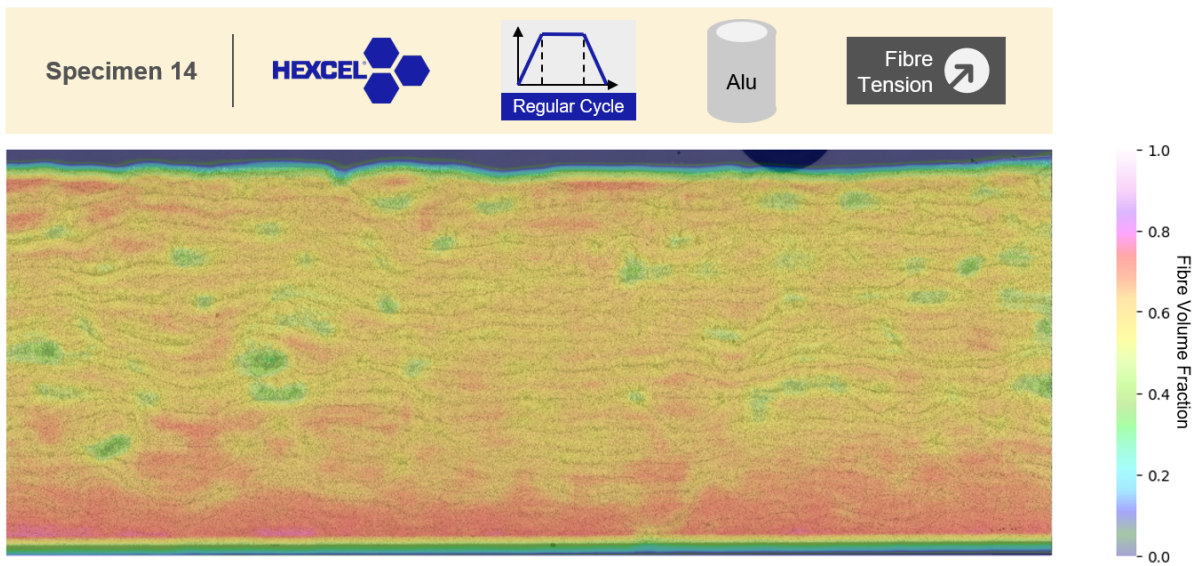 Specimen 14
HEXCEL
Regular Cycle
Alu
Fibre
Tension
1.0
0.8
0.6
0.4
0.2
0.0
Fibre Volume Fraction